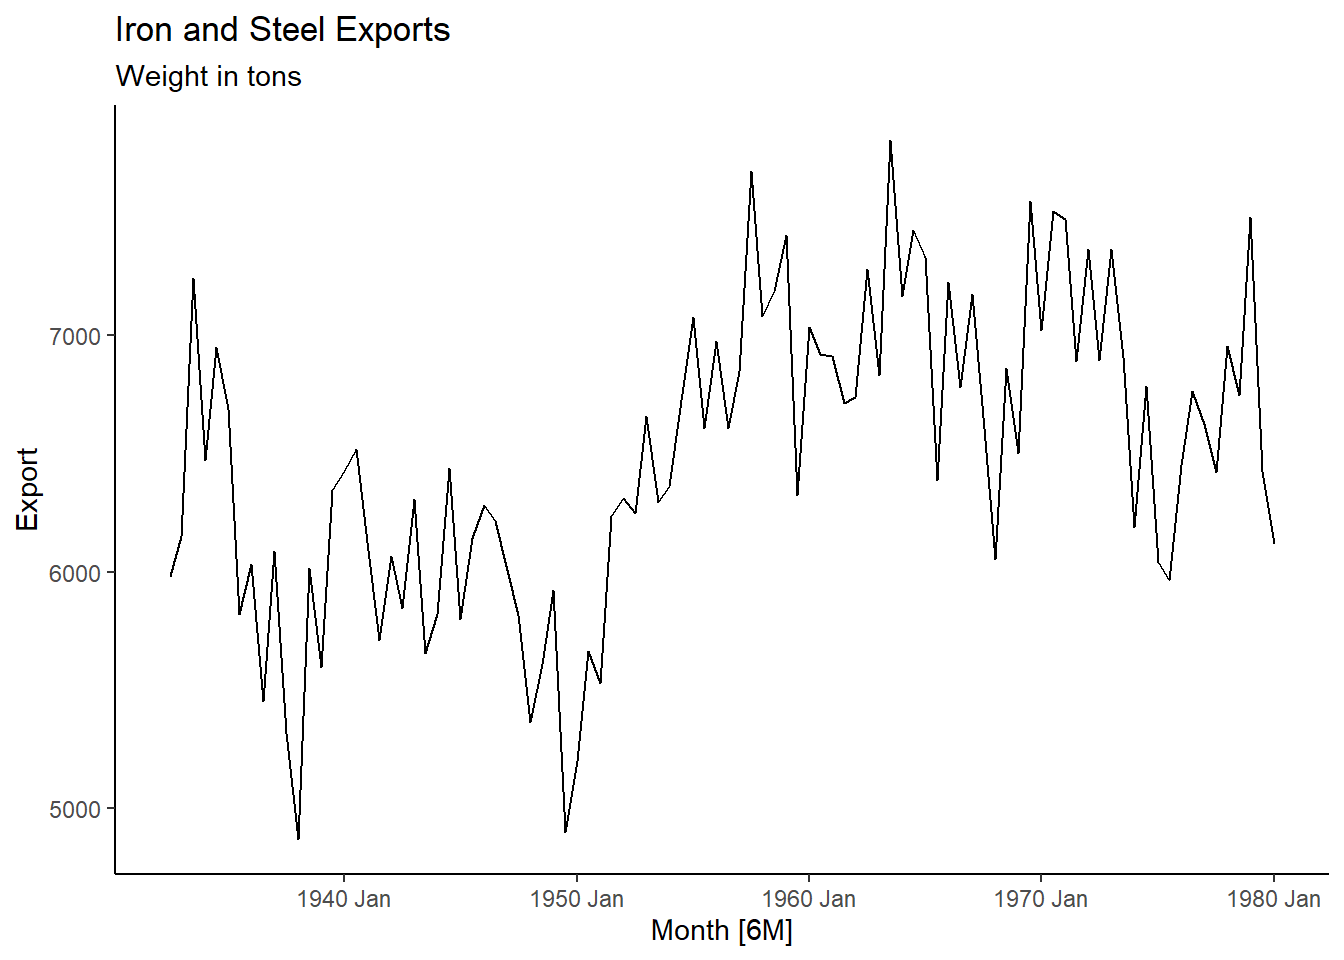 Iron and Steel Exports
Weight in tons
7000
6000
5000
Export
1940 Jan 1950 Jan 1960 Jan 1970 Jan 1980 Jan
Month [6M]